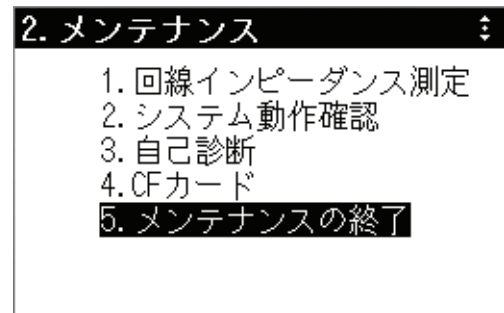 2.メンテナンス
1.回線インピーダンス測定
2.システム動作確認
3.自己診断
4.CFカード
5.メンテナンスの終了